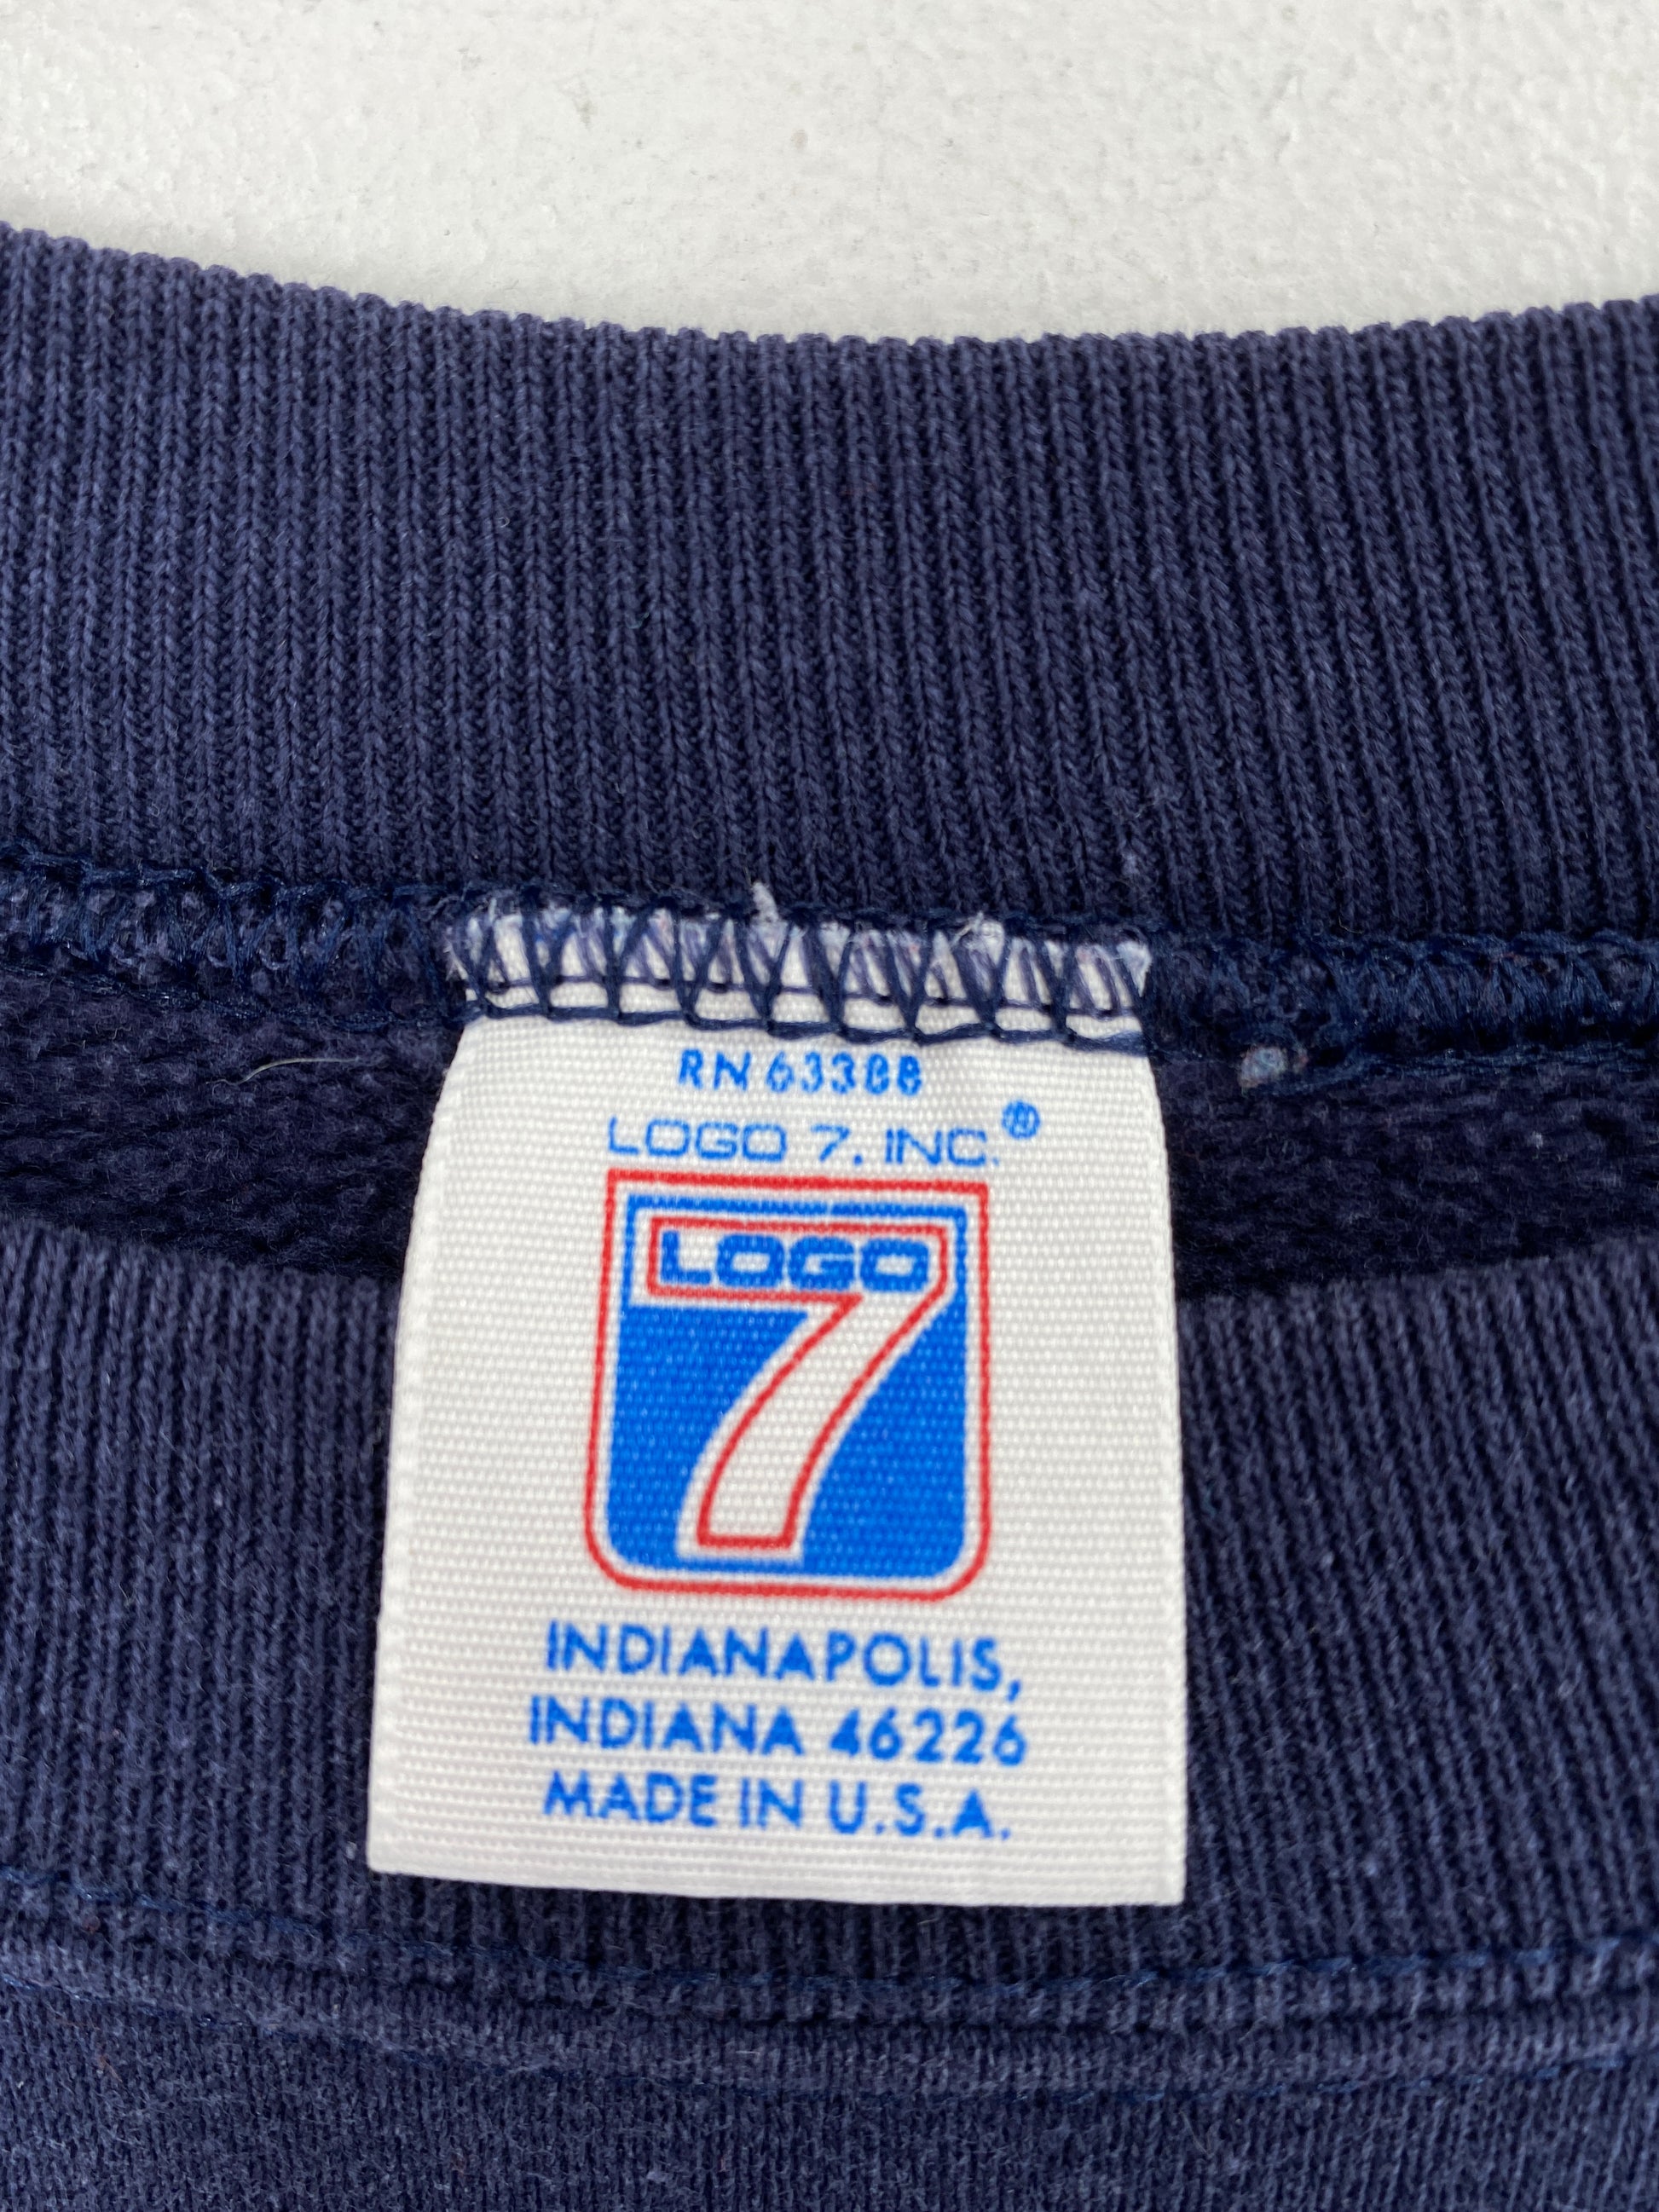 RN 63388
LOGO 7, INC.®
LOGO
7
INDIANAPOLIS,
INDIANA 46226
MADE IN U.S.A.